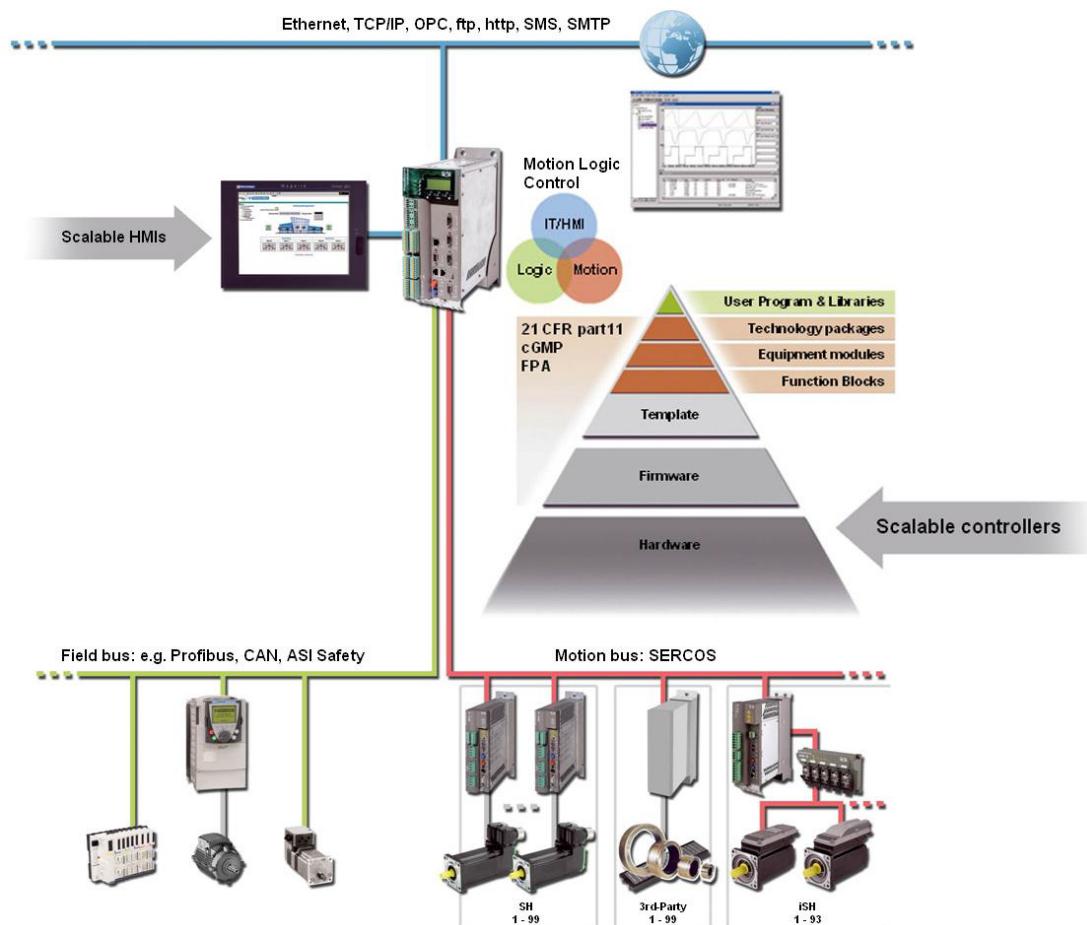 Ethernet, TCP/IP, OPC, ftp, http, SMS, SMTP
Motion Logic
Control
IT/HMI
Logic
Motion
Scalable HMIs
User Program & Libraries
Technology packages
Equipment modules
Function Blocks
21 CFR part11
cGMP
FPA
Template
Firmware
Hardware
Scalable controllers
Field bus: e.g. Profibus, CAN, ASI Safety
Motion bus: SERCOS
SH
1 - 99
3rd-Party
1 - 99
iSH
1 - 93